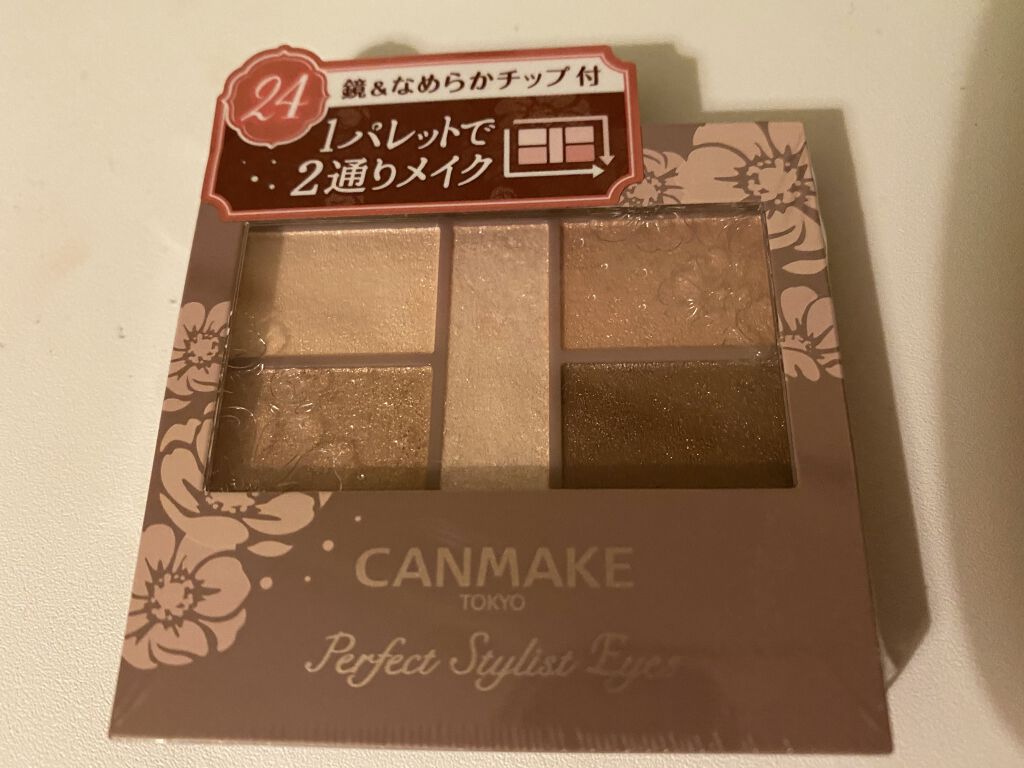 24
鏡&なめらかチップ付
1パレットで
2通りメイク
CANMAKE
TOKYO
Perfect Stylist Eyes